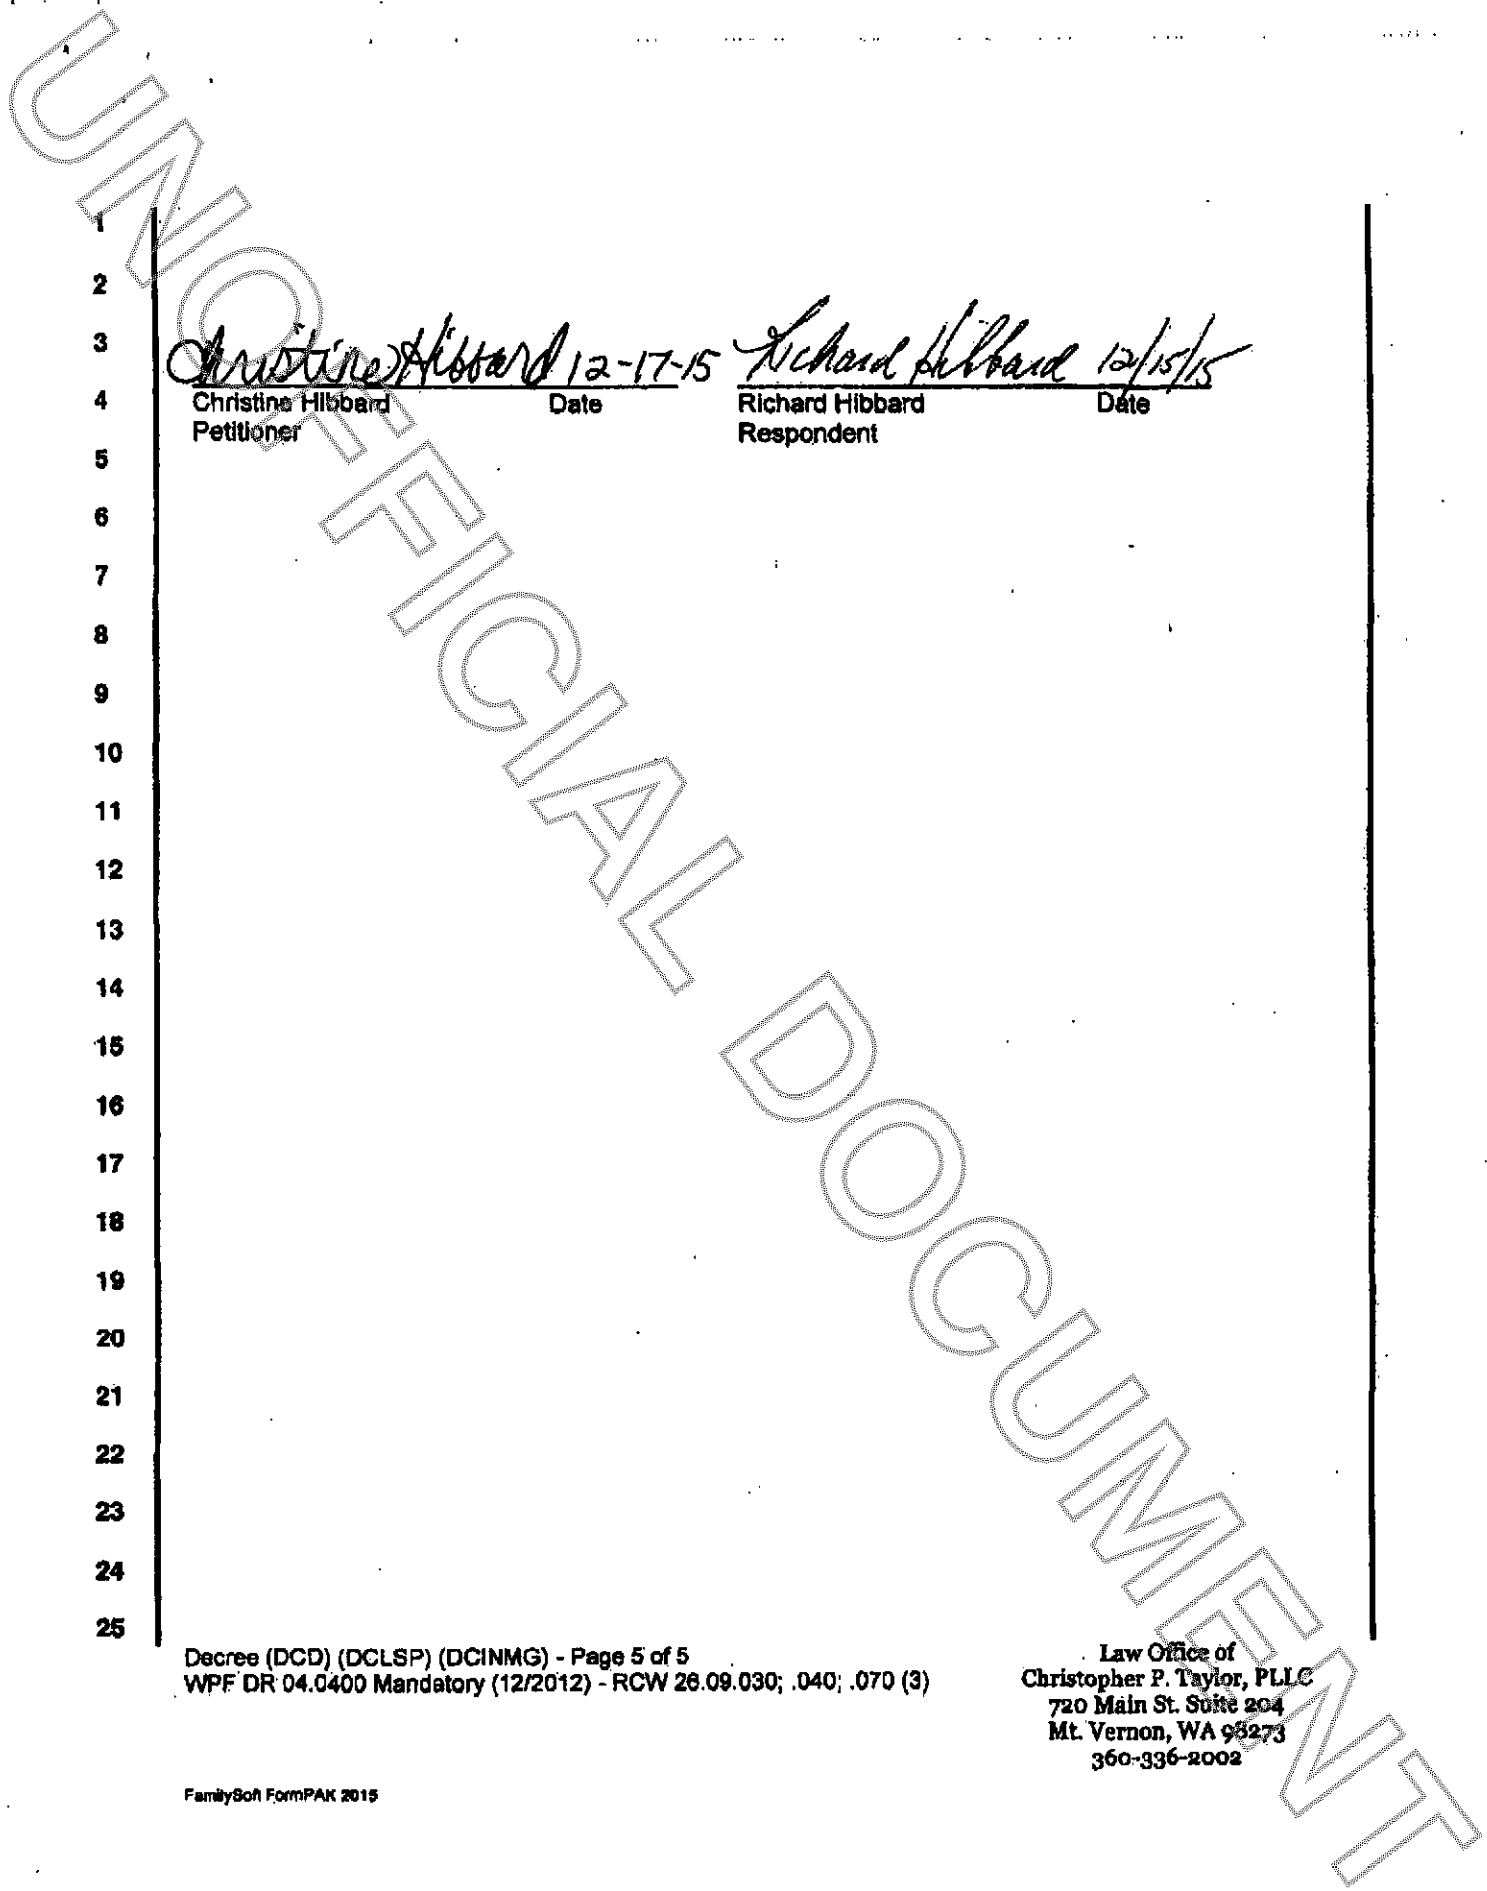 UNOFFICIAL DOCUMENT
1
2
3 Christine Hibbard 12-17-15 Richard Hibbard 12/15/15
4 Christine Hibbard Date Richard Hibbard Date
Petitioner Respondent
5
6
7
8
9
10
11
12
13
14
15
16
17
18
19
20
21
22
23
24
25
Decree (DCD) (DCLSP) (DCINMG) - Page 5 of 5
WPF DR 04.0400 Mandatory (12/2012) - RCW 26.09.030; .040; .070 (3)
Law Office of
Christopher P. Taylor, PLLC
720 Main St. Suite 204
Mt. Vernon, WA 98273
360-336-2002
FamilySoft FormPAK 2015